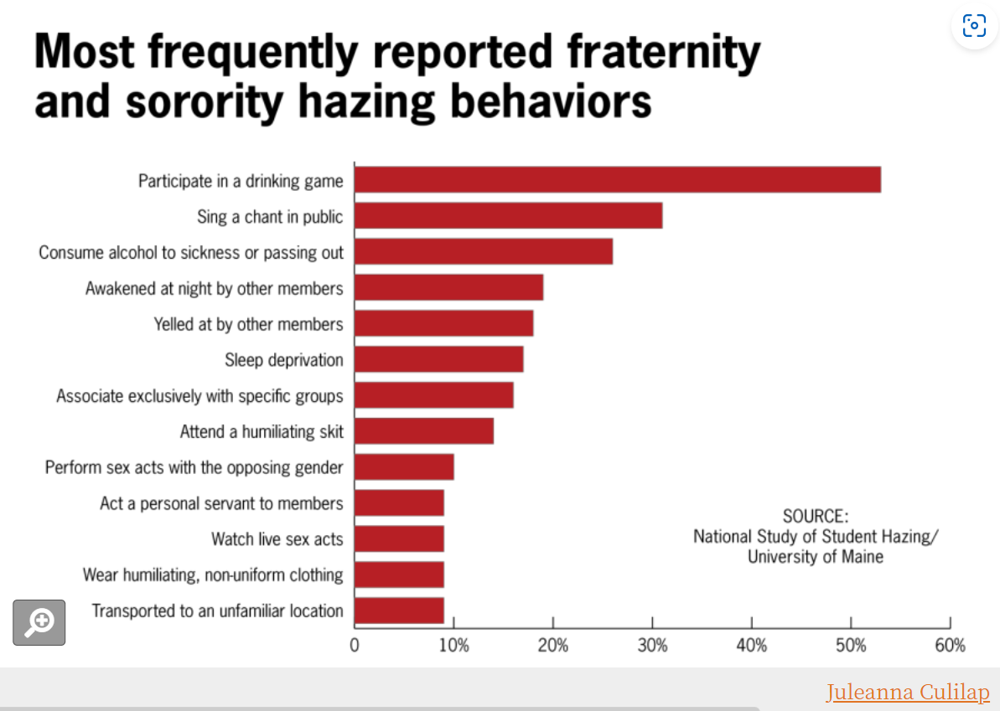 Most frequently reported fraternity
and sorority hazing behaviors
Participate in a drinking game
Sing a chant in public
Consume alcohol to sickness or passing out
Awakened at night by other members
Yelled at by other members
Sleep deprivation
Associate exclusively with specific groups
Attend a humiliating skit
Perform sex acts with the opposing gender
Act a personal servant to members
Watch live sex acts
Wear humiliating, non-uniform clothing
Transported to an unfamiliar location
SOURCE:
National Study of Student Hazing/
University of Maine
0 10% 20% 30% 40% 50% 60%
Juleanna Culilap